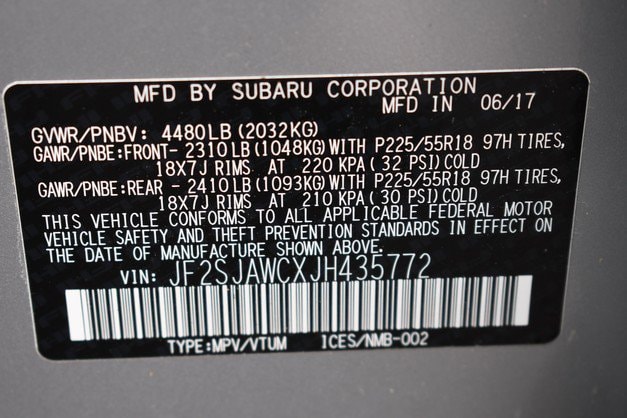 MFD BY SUBARU CORPORATION
MFD IN 06/17
GVWR/PNBV: 4480LB(2032KG)
GAWR/PNBE:FRONT- 2310LB(1048KG)WITH P225/55R18 97H TIRES,
18X7J RIMS AT 220 KPA( 32 PSI)COLD
GAWR/PNBE:REAR - 2410LB(1093KG)WITH P225/55R18 97H TIRES,
18X7J RIMS AT 210 KPA( 30 PSI)COLD
THIS VEHICLE CONFORMS TO ALL APPLICABLE FEDERAL MOTOR
VEHICLE SAFETY AND THEFT PREVENTION STANDARDS IN EFFECT ON
THE DATE OF MANUFACTURE SHOWN ABOVE.
VIN: JF2SJAWCXJH435772
TYPE:MPV/VTUM ICES/NMB-002